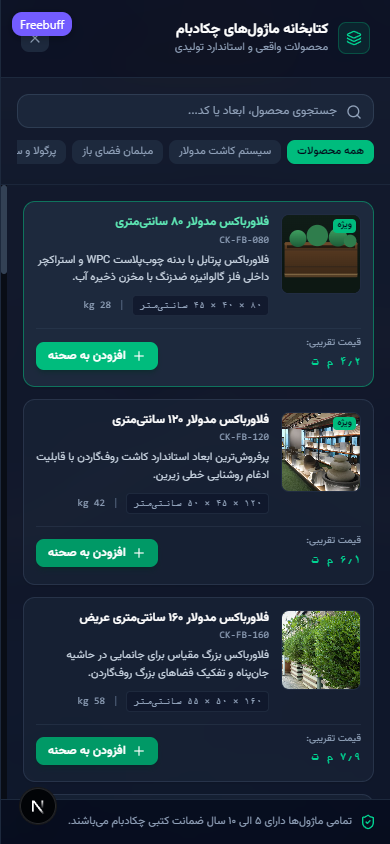 Freebuff
کتابخانه ماژول‌های چکادبام
محصولات واقعی و استاندارد تولیدی
جستجوی محصول، ابعاد یا کد...
همه محصولات
سیستم کاشت مدولار
مبلمان فضای باز
پرگولا و س
ویژه
فلاورباکس مدولار ۸۰ سانتی‌متری
CK-FB-080
فلاورباکس پرتابل با بدنه چوب‌پلاست WPC و استراکچر
داخلی فلز گالوانیزه ضدزنگ با مخزن ذخیره آب.
۸۰ × ۴۰ × ۴۵ سانتی‌متر | 28 kg
قیمت تقریبی:
۴٫۲ م ت
افزودن به صحنه
ویژه
فلاورباکس مدولار ۱۲۰ سانتی‌متری
CK-FB-120
پرفروش‌ترین ابعاد استاندارد کاشت روف‌گاردن با قابلیت
ادغام روشنایی خطی زیرین.
۱۲۰ × ۴۵ × ۵۰ سانتی‌متر | 42 kg
قیمت تقریبی:
۶٫۱ م ت
افزودن به صحنه
فلاورباکس مدولار ۱۶۰ سانتی‌متری عریض
CK-FB-160
فلاورباکس بزرگ مقیاس برای جانمایی در حاشیه
جان‌پناه و تفکیک فضاهای بزرگ روف‌گاردن.
۱۶۰ × ۵۰ × ۵۵ سانتی‌متر | 58 kg
قیمت تقریبی:
۷٫۹ م ت
افزودن به صحنه
تمامی ماژول‌ها دارای ۵ الی ۱۰ سال ضمانت کتبی چکادبام می‌باشند.
N